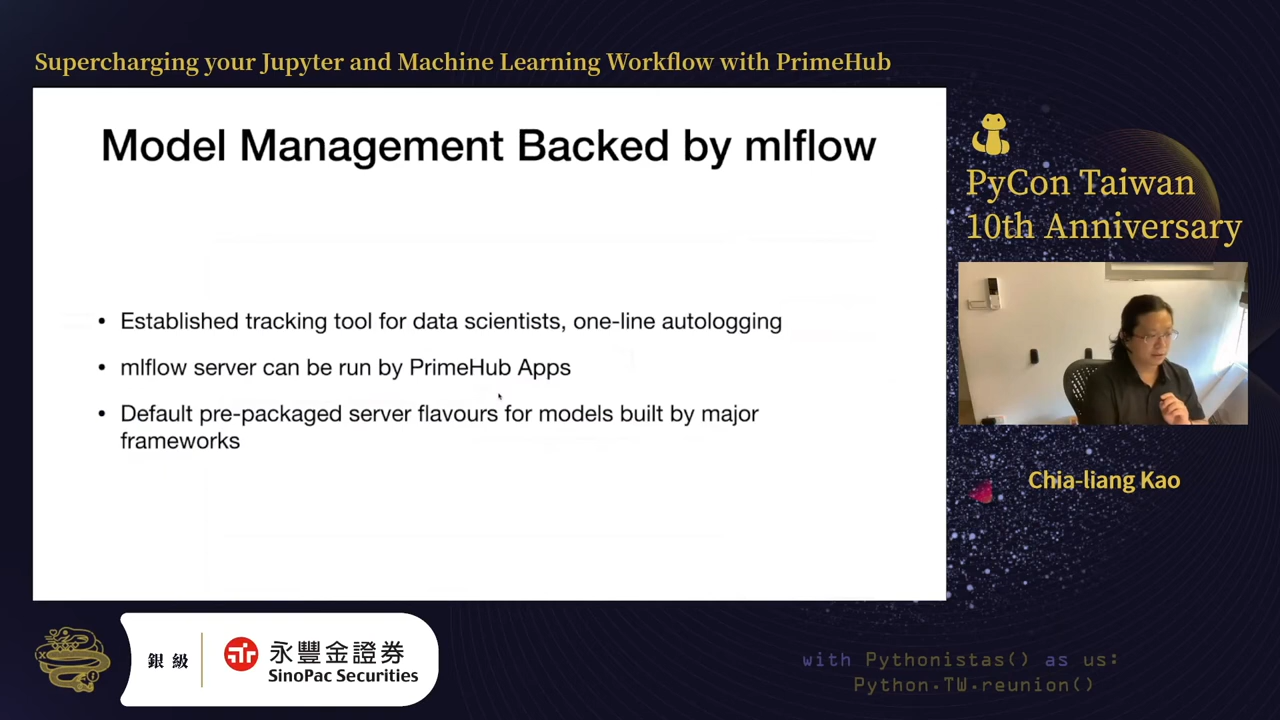 Supercharging your Jupyter and Machine Learning Workflow with PrimeHub
Model Management Backed by mlflow
• Established tracking tool for data scientists, one-line autologging
• mlflow server can be run by PrimeHub Apps
• Default pre-packaged server flavours for models built by major
frameworks
PyCon Taiwan
10th Anniversary
Chia-liang Kao
銀級
永豐金證券
SinoPac Securities
with Pythonistas() as us:
Python.TW.reunion()